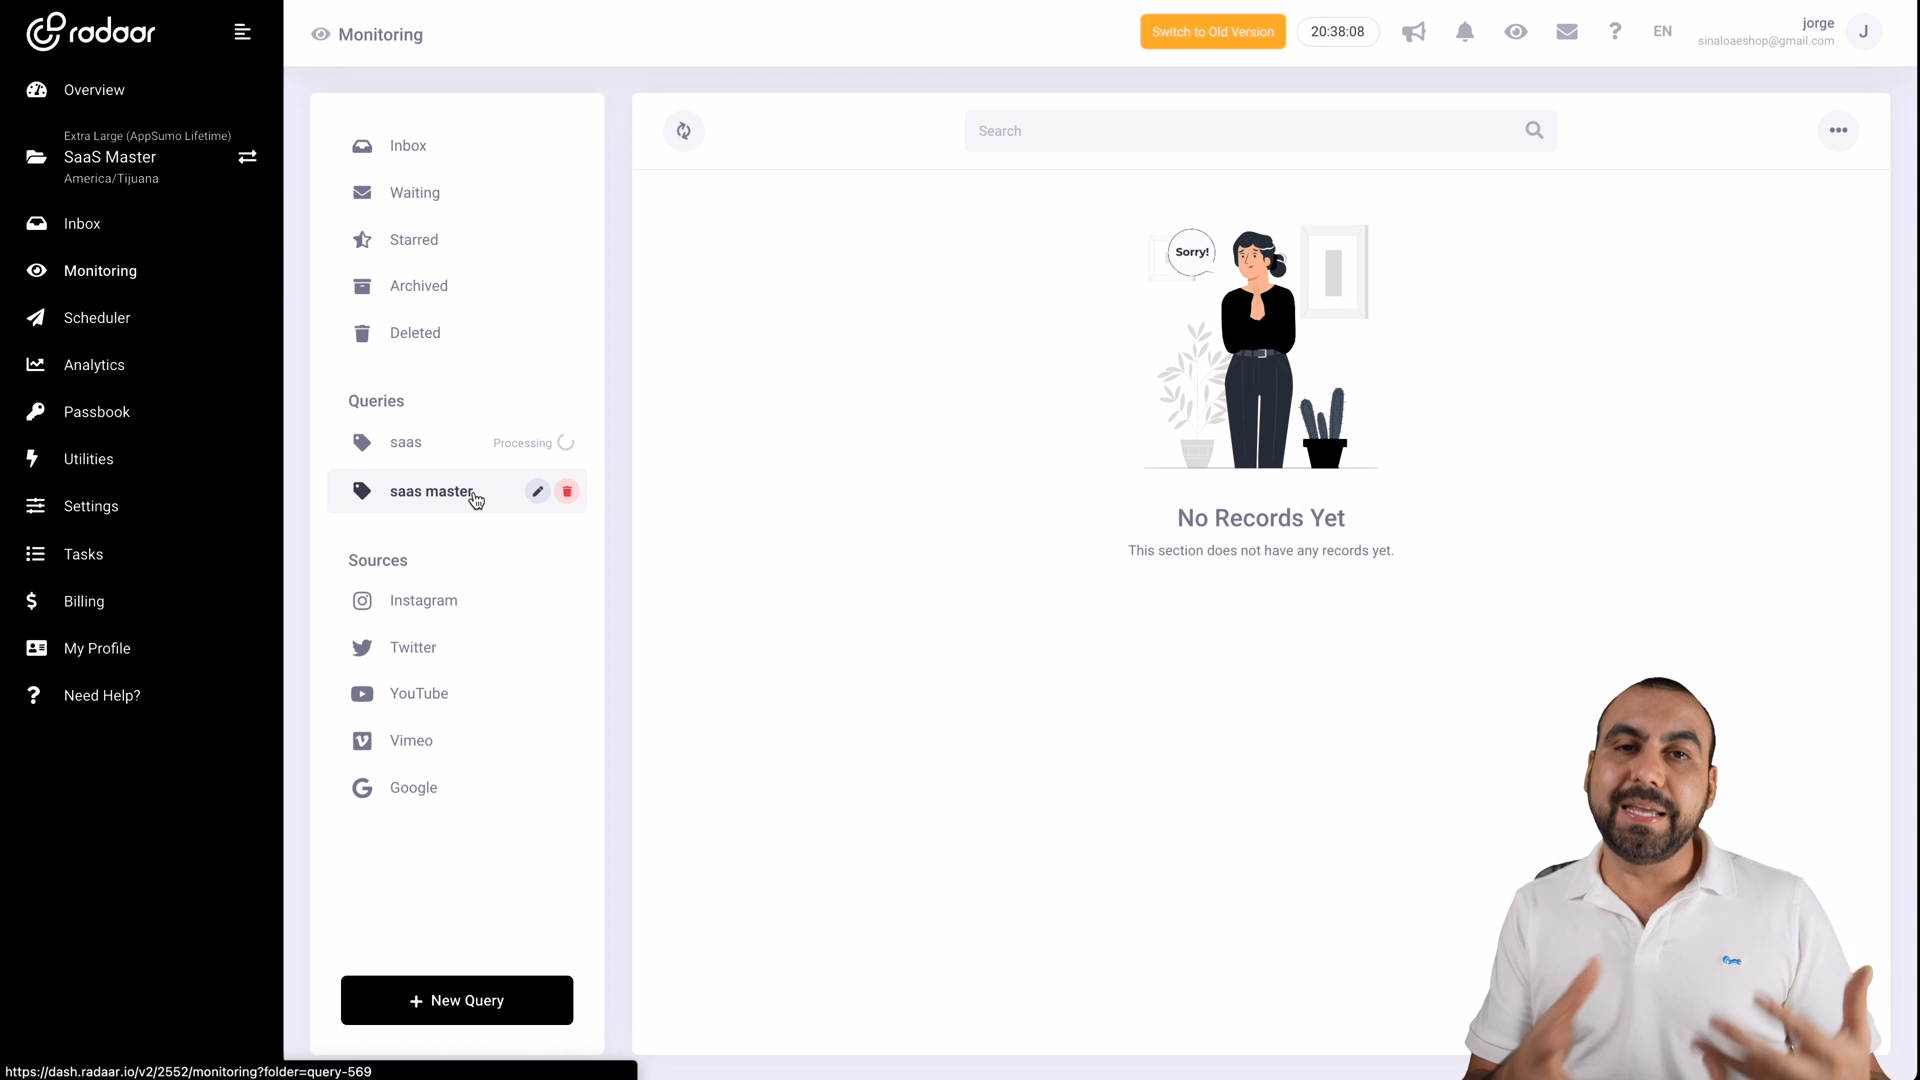 radaar
Monitoring
Switch to Old Version
20:38:08
EN
jorge
sinaloaeshop@gmail.com
J
Overview
Extra Large (AppSumo Lifetime)
SaaS Master
America/Tijuana
Inbox
Monitoring
Scheduler
Analytics
Passbook
Utilities
Settings
Tasks
Billing
My Profile
Need Help?
Inbox
Waiting
Starred
Archived
Deleted
Queries
saas
Processing
saas master
Sources
Instagram
Twitter
YouTube
Vimeo
Google
+ New Query
Search
Sorry!
No Records Yet
This section does not have any records yet.
https://dash.radaar.io/v2/2552/monitoring?folder=query-569